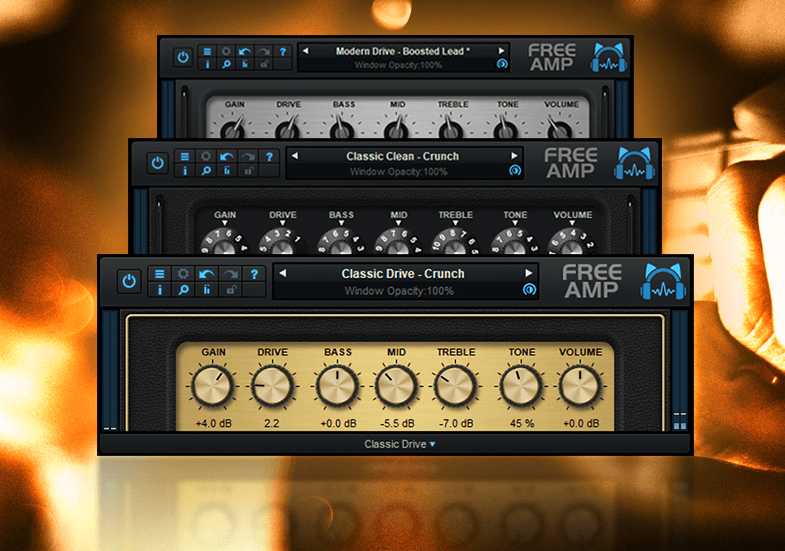 Modern Drive - Boosted Lead *
Window Opacity:100%
FREE
AMP
GAIN DRIVE BASS MID TREBLE TONE VOLUME
Classic Clean - Crunch
Window Opacity:100%
FREE
AMP
GAIN DRIVE BASS MID TREBLE TONE VOLUME
Classic Drive - Crunch
Window Opacity:100%
FREE
AMP
GAIN DRIVE BASS MID TREBLE TONE VOLUME
+4.0 dB 2.2 +0.0 dB -5.5 dB -7.0 dB 45 % +0.0 dB
Classic Drive